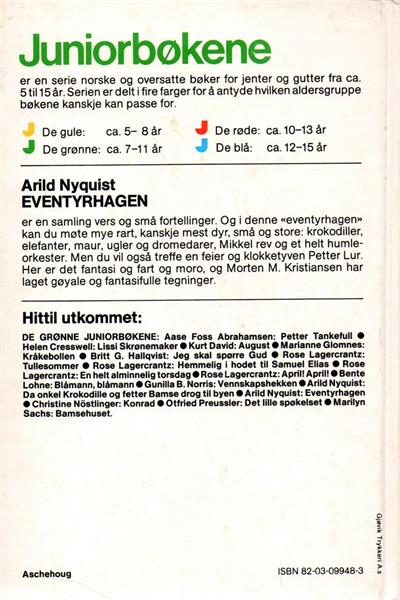 Juniorbøkene
er en serie norske og oversatte bøker for jenter og gutter fra ca.
5 til 15 år. Serien er delt i fire farger for å antyde hvilken aldersgruppe
bøkene kanskje kan passe for.
De gule: ca. 5– 8 år
De røde: ca. 10–13 år
De grønne: ca. 7–11 år
De blå: ca. 12–15 år
Arild Nyquist
EVENTYRHAGEN
er en samling vers og små fortellinger. Og i denne «eventyrhagen»
kan du møte mye rart, kanskje mest dyr, små og store: krokodiller,
elefanter, maur, ugler og dromedarer, Mikkel rev og et helt humle-
orkester. Men du vil også treffe en feier og klokketyven Petter Lur.
Her er det fantasi og fart og moro, og Morten M. Kristiansen har
laget gøyale og fantasifulle tegninger.
Hittil utkommet:
DE GRØNNE JUNIORBØKENE: Aase Foss Abrahamsen: Petter Tankefull ●
Helen Cresswell: Lissi Skrønemaker ● Kurt David: August ● Marianne Glomnes:
Kråkebollen ● Britt G. Hallqvist: Jeg skal spørre Gud ● Rose Lagercrantz:
Tullesommer ● Rose Lagercrantz: Hemmelig i hodet til Samuel Elias ● Rose
Lagercrantz: En helt alminnelig torsdag ● Rose Lagercrantz: April! April! ● Bente
Lohne: Blåmann, blåmann ● Gunilla B. Norris: Vennskapshekken ● Arild Nyquist:
Da onkel Krokodille og fetter Bamse drog til byen ● Arild Nyquist: Eventyrhagen
● Christine Nöstlinger: Konrad ● Otfried Preussler: Det lille spøkelset ● Marilyn
Sachs: Bamsehuset.
Gjøvik Trykkeri A.s
Aschehoug
ISBN 82-03-09948-3